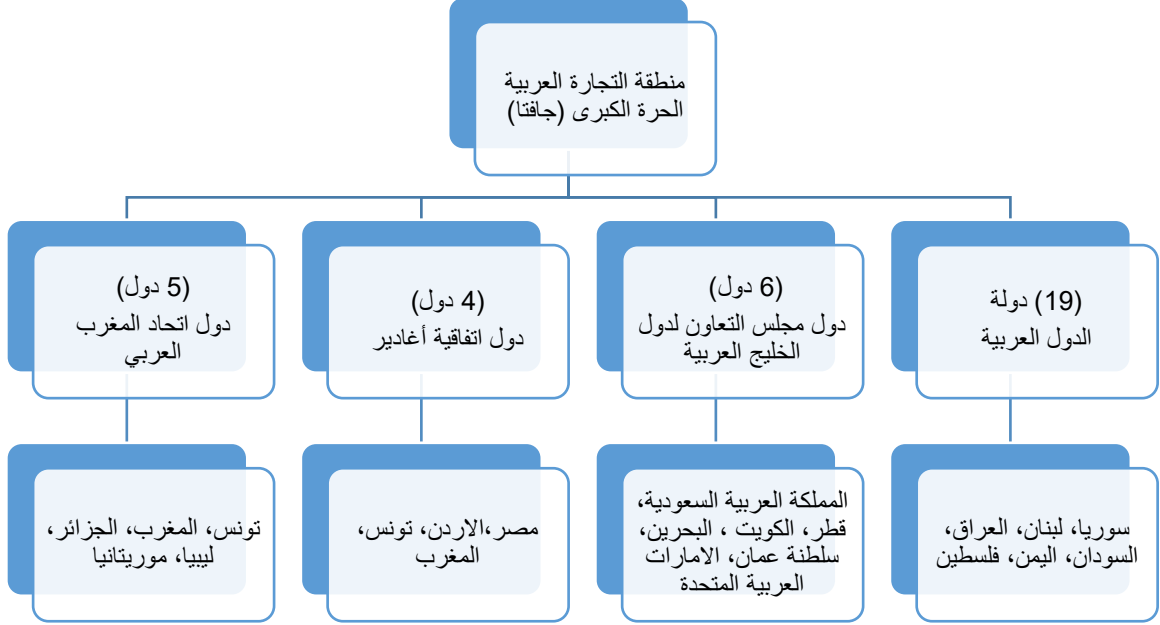 منطقة التجارة العربية
الحرة الكبرى (جافتا)
(19) دولة
الدول العربية
(6 دول)
دول مجلس التعاون لدول
الخليج العربية
(4 دول)
دول اتفاقية أغادير
(5 دول)
دول اتحاد المغرب
العربي
سوريا، لبنان، العراق،
السودان، اليمن، فلسطين
المملكة العربية السعودية،
قطر، الكويت ، البحرين،
سلطنة عمان، الامارات
العربية المتحدة
مصر،الاردن، تونس،
المغرب
تونس، المغرب، الجزائر،
ليبيا، موريتانيا